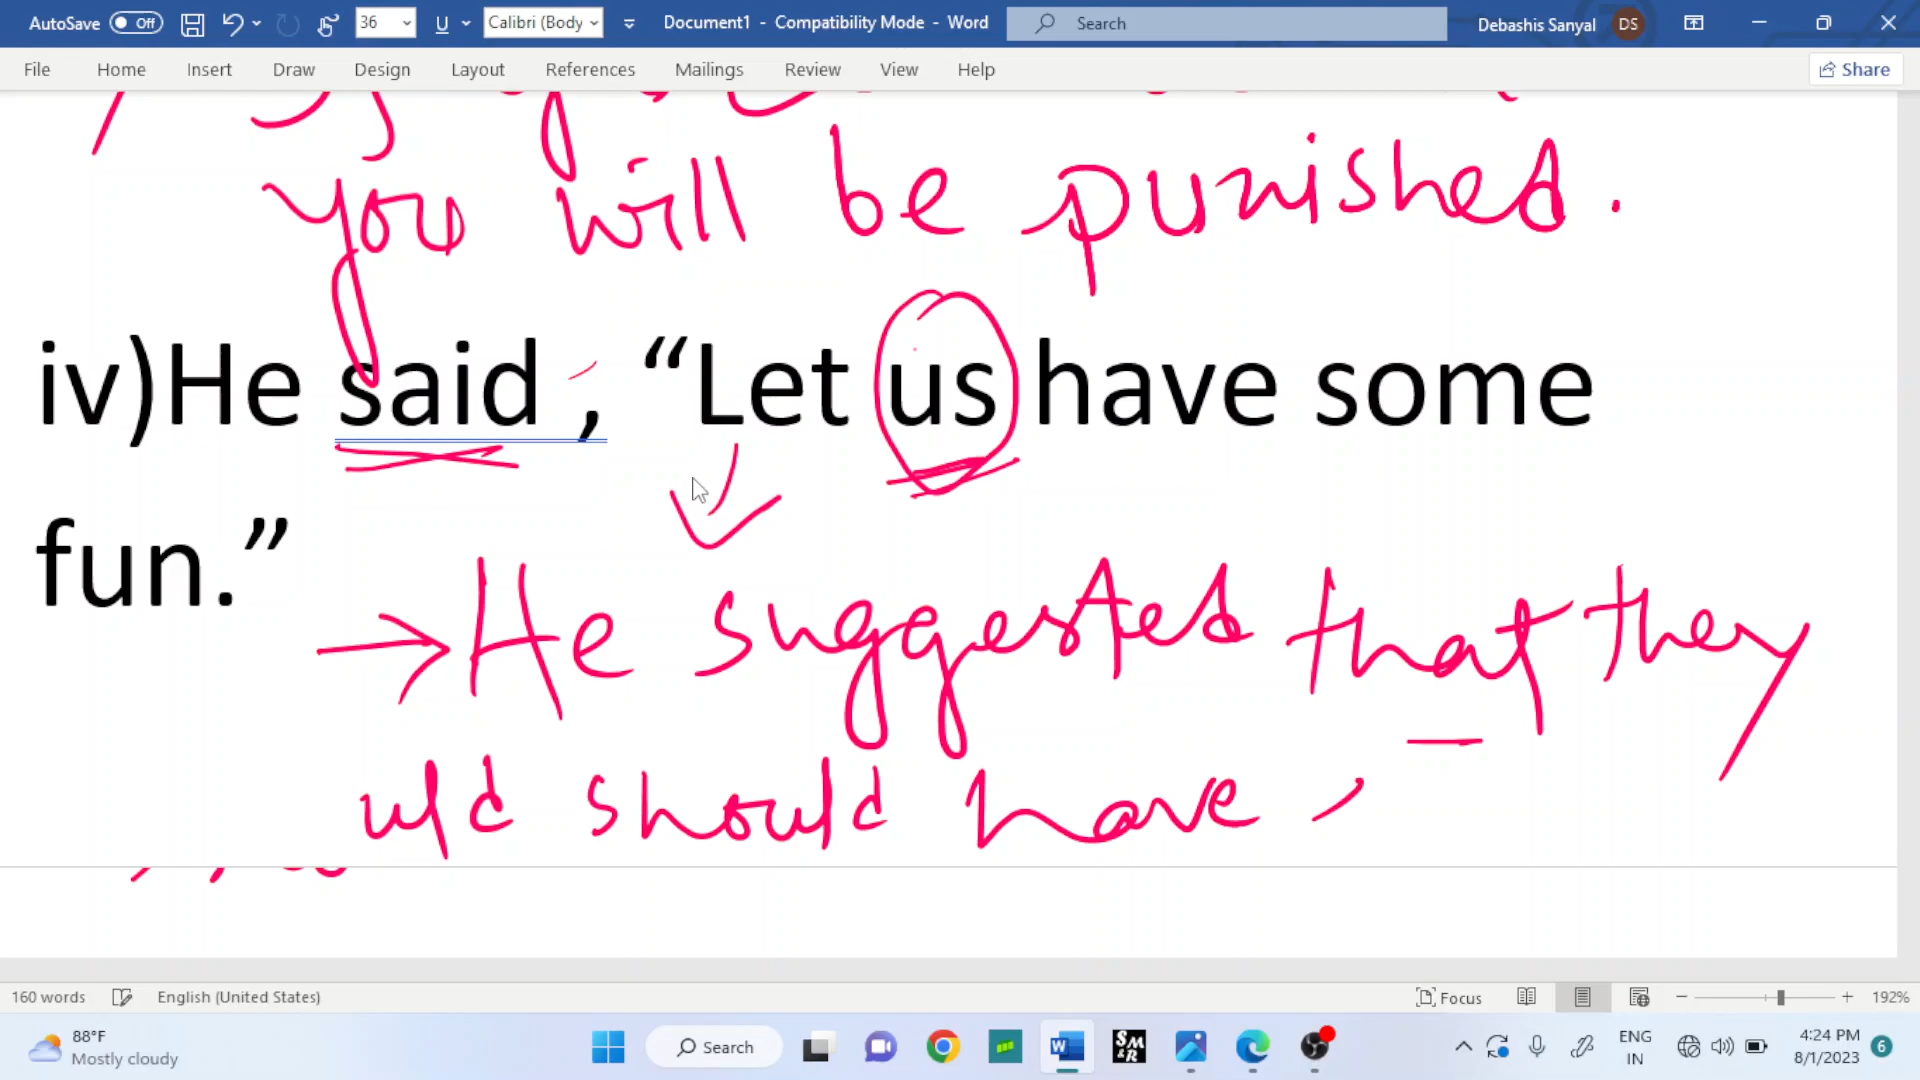 AutoSave Off 36 U Calibri (Body Document1 - Compatibility Mode - Word Search Debashis Sanyal DS
File Home Insert Draw Design Layout References Mailings Review View Help Share
you will be punished.
iv)He said , “Let us have some
fun.”
He suggested that they
uld should have
160 words English (United States) Focus 192%
88°F
Mostly cloudy
Search
W
S
M
&R
ENG
IN
4:24 PM
8/1/2023
6